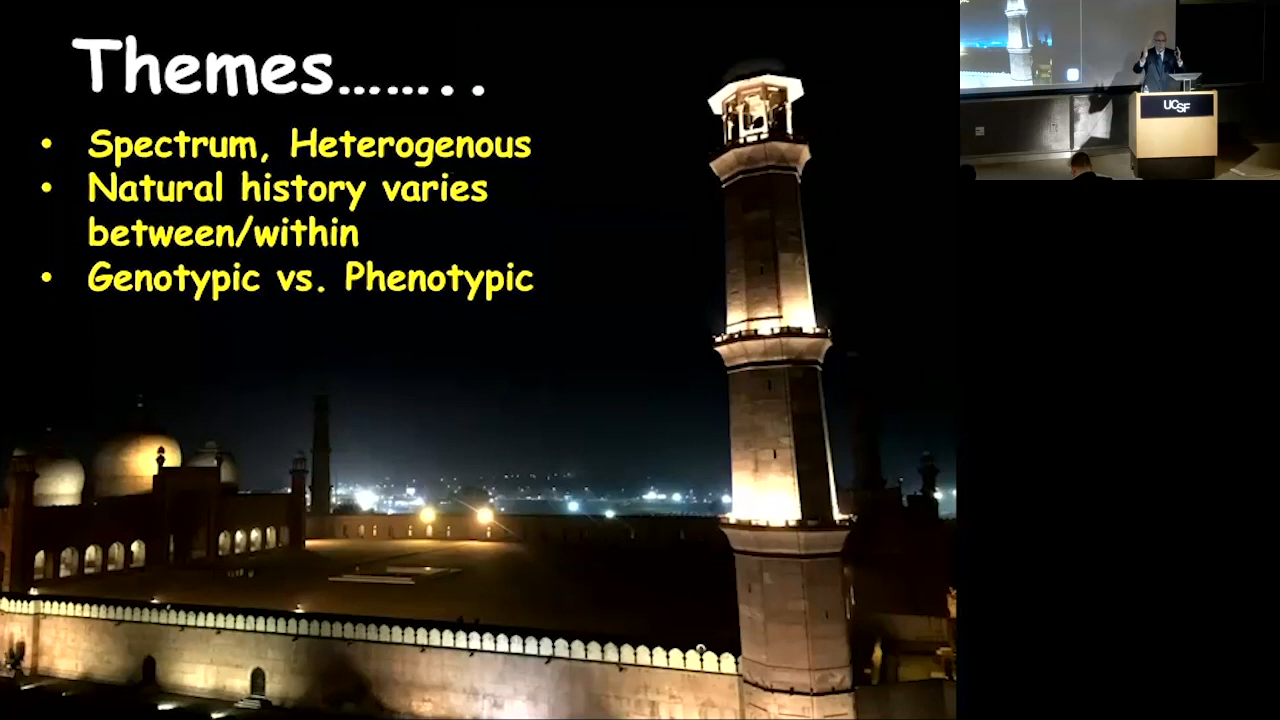 Themes……..
• Spectrum, Heterogenous
• Natural history varies
between/within
• Genotypic vs. Phenotypic
UCSF